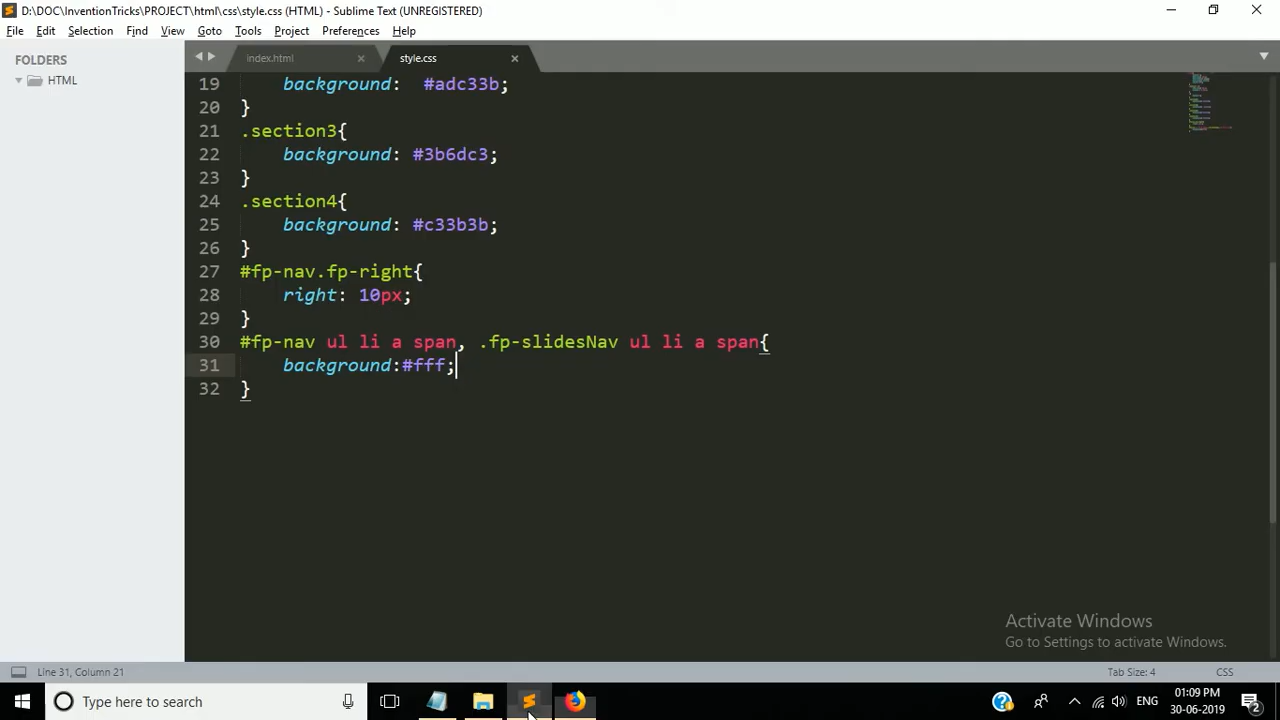 D:\DOC\InventionTricks\PROJECT\html\css\style.css (HTML) - Sublime Text (UNREGISTERED)
File Edit Selection Find View Goto Tools Project Preferences Help
FOLDERS
HTML
index.html style.css
19 background: #adc33b;
20 }
21 .section3{
22 background: #3b6dc3;
23 }
24 .section4{
25 background: #c33b3b;
26 }
27 #fp-nav.fp-right{
28 right: 10px;
29 }
30 #fp-nav ul li a span, .fp-slidesNav ul li a span{
31 background:#fff;
32 }
Activate Windows
Go to Settings to activate Windows.
Line 31, Column 21 Tab Size: 4 CSS
Type here to search ENG 01:09 PM
30-06-2019 2